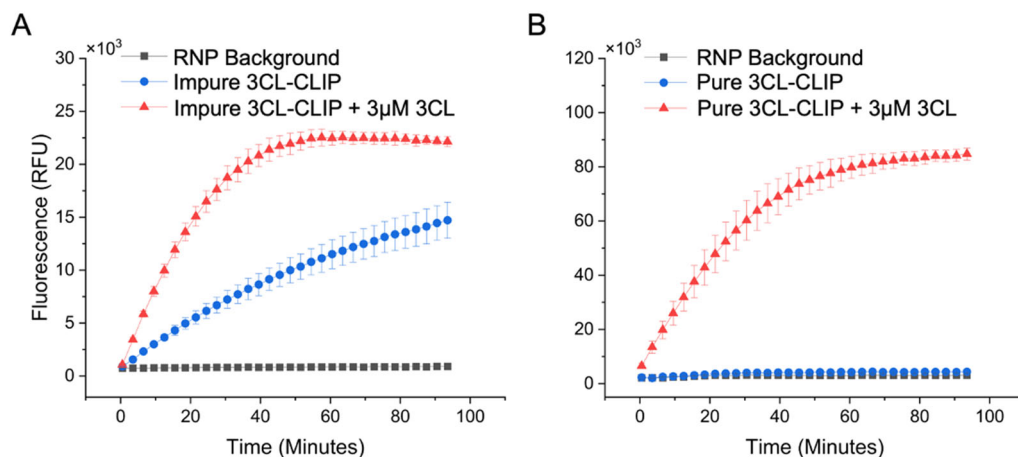 A
×10³
30
25
20
15
10
5
0
Fluorescence (RFU)
RNP Background
Impure 3CL-CLIP
Impure 3CL-CLIP + 3µM 3CL
0 20 40 60 80 100
Time (Minutes)
B
×10³
120
100
80
60
40
20
0
RNP Background
Pure 3CL-CLIP
Pure 3CL-CLIP + 3µM 3CL
0 20 40 60 80 100
Time (Minutes)